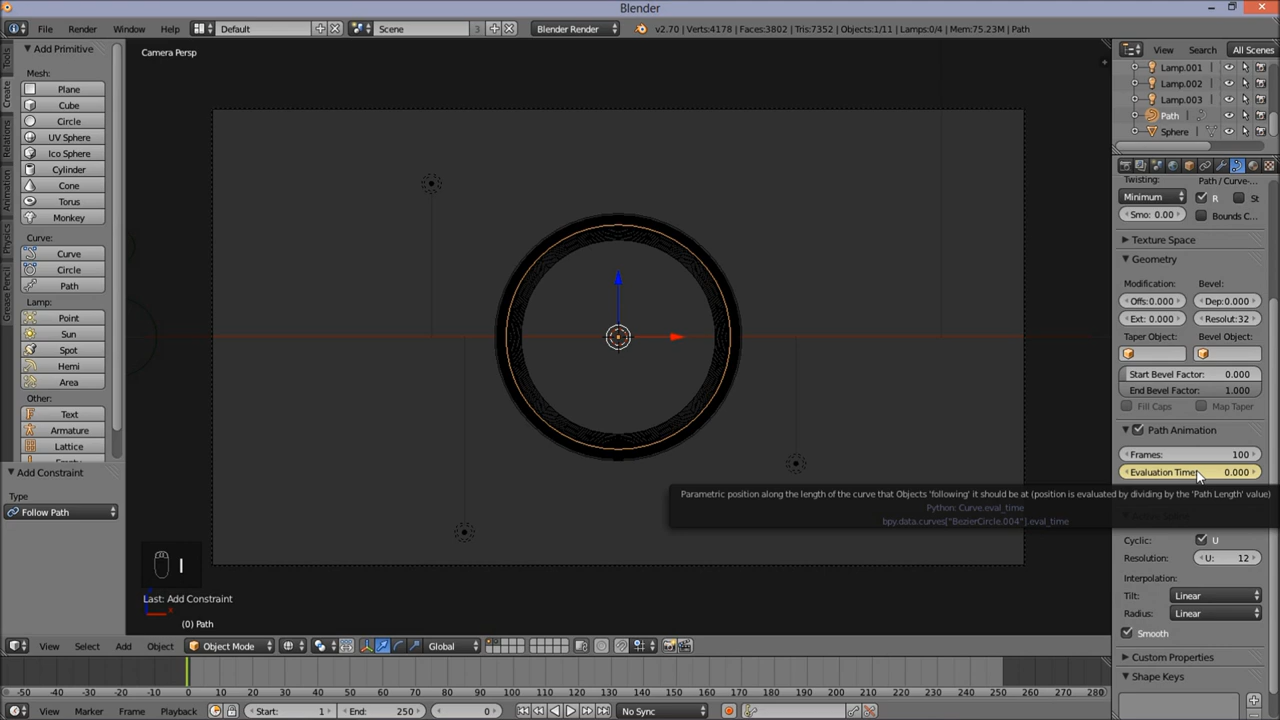 Blender
File Render Window Help Default Scene 3 Blender Render v2.70 | Verts:4178 | Faces:3802 | Tris:7352 | Objects:1/11 | Lamps:0/4 | Mem:75.23M | Path
Tools
Create
Relations
Animation
Physics
Grease Pencil
Add Primitive
Mesh:
Plane
Cube
Circle
UV Sphere
Ico Sphere
Cylinder
Cone
Torus
Monkey
Curve:
Curve
Circle
Path
Lamp:
Point
Sun
Spot
Hemi
Area
Other:
Text
Armature
Lattice
Empty
Add Constraint
Type
Follow Path
Camera Persp
I
Last: Add Constraint
(0) Path
View Search All Scenes
Lamp.001
Lamp.002
Lamp.003
Path
Sphere
Twisting: Path / Curve-...
Minimum R St
Smo: 0.00 Bounds C...
Texture Space
Geometry
Modification: Bevel:
Offs:0.000 Dep:0.000
Ext: 0.000 Resolut:32
Taper Object: Bevel Object:
Start Bevel Factor: 0.000
End Bevel Factor: 1.000
Fill Caps Map Taper
Path Animation
Frames: 100
Evaluation Time: 0.000
Parametric position along the length of the curve that Objects 'following' it should be at (position is evaluated by dividing by the 'Path Length' value)
Python: Curve.eval_time
bpy.data.curves["BezierCircle.004"].eval_time
Cyclic: U
Resolution: U: 12
Interpolation:
Tilt: Linear
Radius: Linear
Smooth
Custom Properties
Shape Keys
View Select Add Object Object Mode Global
-50 -40 -30 -20 -10 0 10 20 30 40 50 60 70 80 90 100 110 120 130 140 150 160 170 180 190 200 210 220 230 240 250 260 270 280
View Marker Frame Playback Start: 1 End: 250 0 No Sync